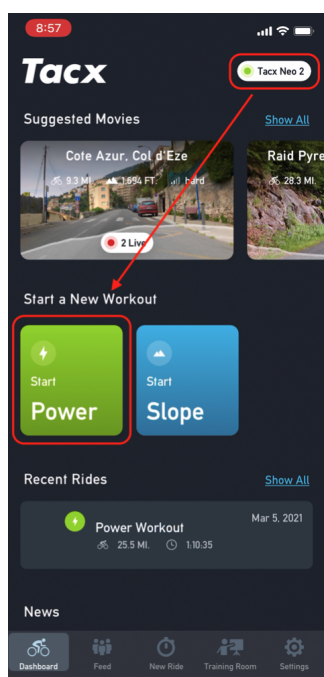 8:57
Tacx
Tacx Neo 2
Suggested Movies
Show All
Cote Azur. Col d'Eze
9.3 MI. 1.694 FT. hard
2 Live
Raid Pyre
28.3 MI.
Start a New Workout
Start
Power
Start
Slope
Recent Rides
Show All
Power Workout
Mar 5, 2021
25.5 MI. 1:10:35
News
Dashboard
Feed
New Ride
Training Room
Settings